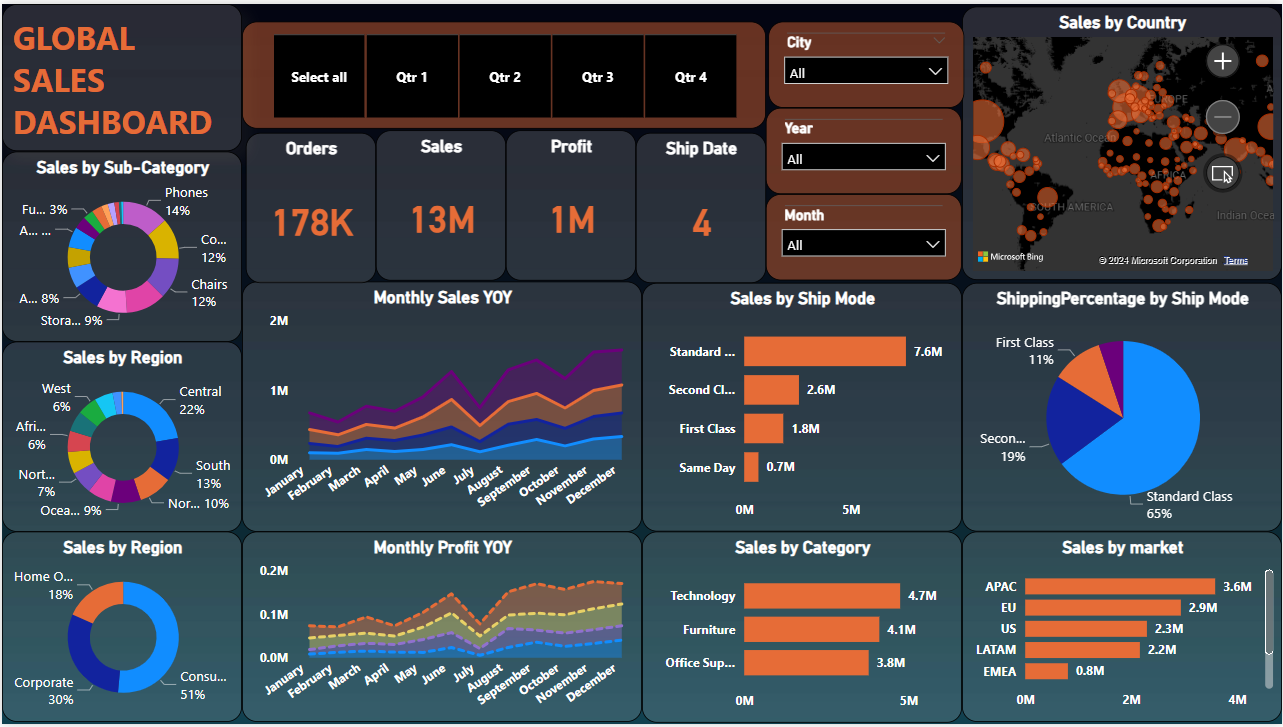 GLOBAL
SALES
DASHBOARD
Select all
Qtr 1
Qtr 2
Qtr 3
Qtr 4
City
All
Year
All
Month
All
Sales by Country
Atlantic Ocean
EUROPE
AFRICA
SOUTH AMERICA
Indian Ocea
Microsoft Bing
© 2024 Microsoft Corporation Terms
Orders
178K
Sales
13M
Profit
1M
Ship Date
4
Sales by Sub-Category
Phones
14%
Co...
12%
Chairs
12%
Stora... 9%
A... 8%
A... ...
Fu... 3%
Monthly Sales YOY
2M
1M
0M
January
February
March
April
May
June
July
August
September
October
November
December
Sales by Ship Mode
Standard ...
7.6M
Second Cl...
2.6M
First Class
1.8M
Same Day
0.7M
0M
5M
ShippingPercentage by Ship Mode
First Class
11%
Secon...
19%
Standard Class
65%
Sales by Region
Central
22%
South
13%
Nor... 10%
Ocea... 9%
Nort...
7%
Afri...
6%
West
6%
Sales by Region
Home O...
18%
Corporate
30%
Consu...
51%
Monthly Profit YOY
0.2M
0.1M
0.0M
January
February
March
April
May
June
July
August
September
October
November
December
Sales by Category
Technology
4.7M
Furniture
4.1M
Office Sup...
3.8M
0M
5M
Sales by market
APAC
3.6M
EU
2.9M
US
2.3M
LATAM
2.2M
EMEA
0.8M
0M
2M
4M